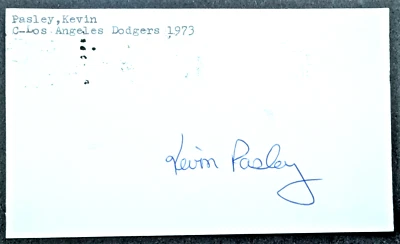 Pasley,Kevin
C-Los Angeles Dodgers 1973
Kevin Pasley